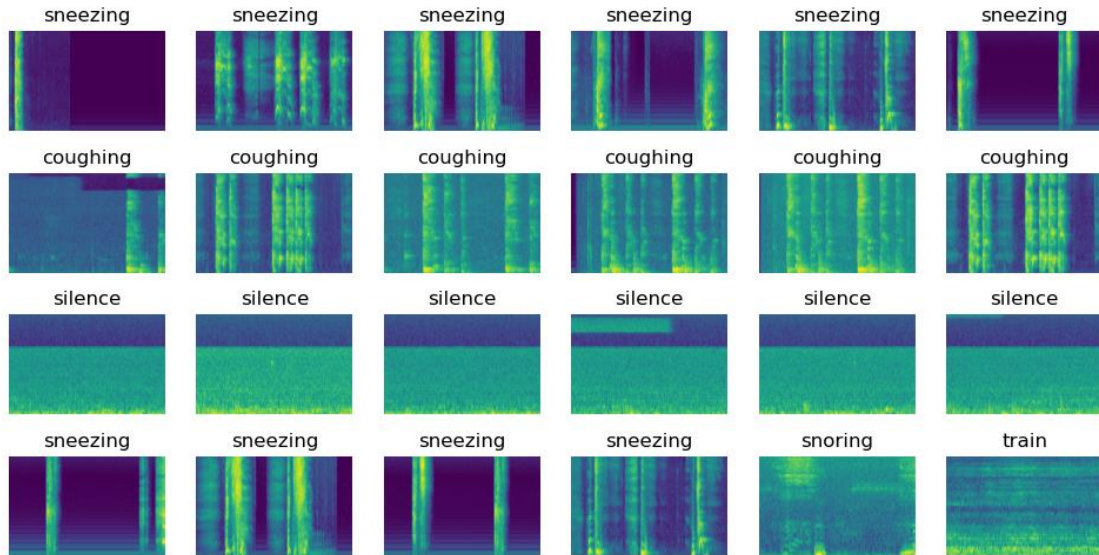 sneezing sneezing sneezing sneezing sneezing sneezing
coughing coughing coughing coughing coughing coughing
silence silence silence silence silence silence
sneezing sneezing sneezing sneezing snoring train